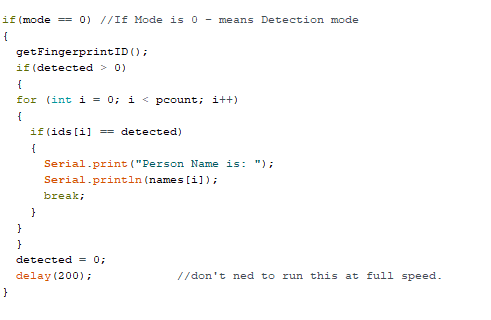 if(mode == 0) //If Mode is 0 - means Detection mode
{
  getFingerprintID();
  if(detected > 0)
  {
  for (int i = 0; i < pcount; i++)
  {
    if(ids[i] == detected)
    {
      Serial.print("Person Name is: ");
      Serial.println(names[i]);
      break;
    }
  }
  }
  detected = 0;
  delay(200);            //don't ned to run this at full speed.
}